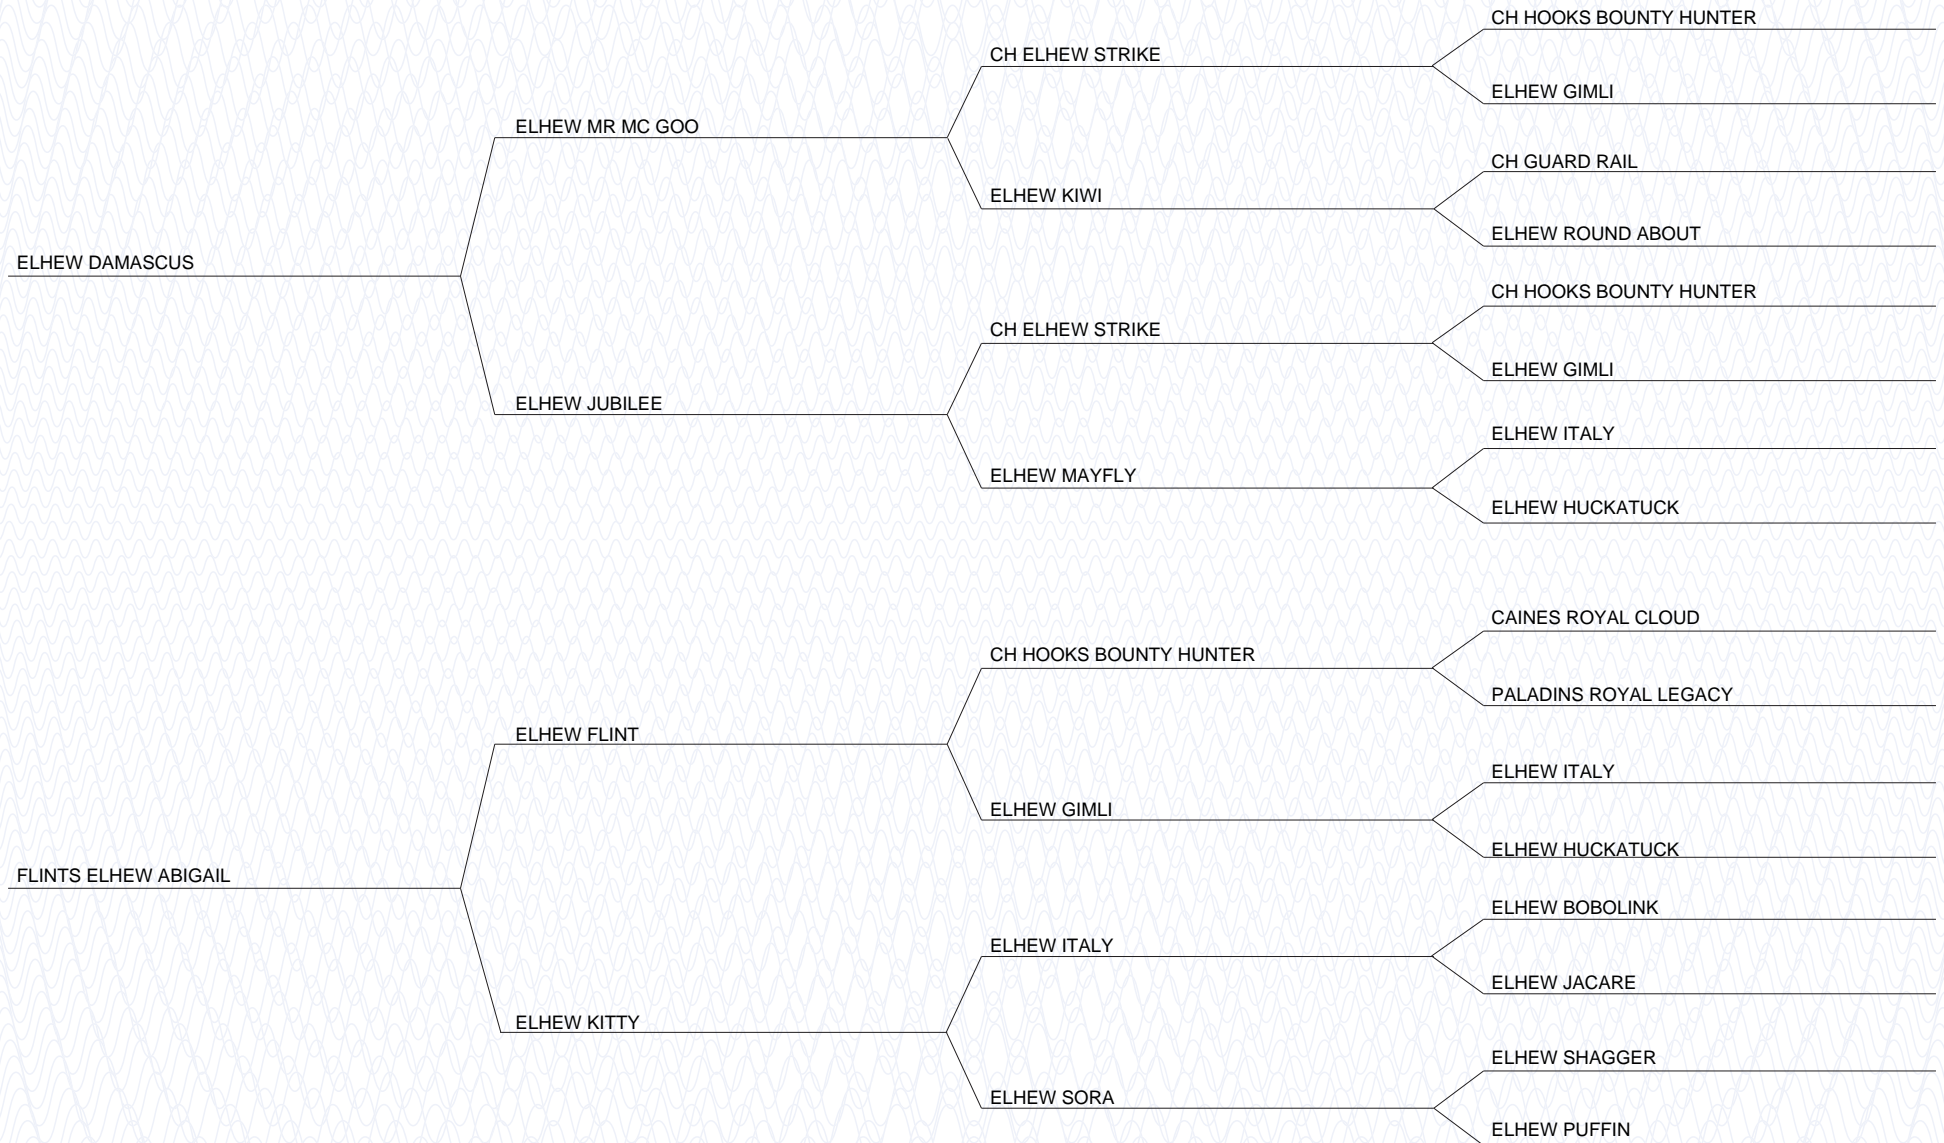 CH HOOKS BOUNTY HUNTER
CH ELHEW STRIKE
ELHEW GIMLI
ELHEW MR MC GOO
CH GUARD RAIL
ELHEW KIWI
ELHEW ROUND ABOUT
ELHEW DAMASCUS
CH HOOKS BOUNTY HUNTER
CH ELHEW STRIKE
ELHEW GIMLI
ELHEW JUBILEE
ELHEW ITALY
ELHEW MAYFLY
ELHEW HUCKATUCK
CAINES ROYAL CLOUD
CH HOOKS BOUNTY HUNTER
PALADINS ROYAL LEGACY
ELHEW FLINT
ELHEW ITALY
ELHEW GIMLI
ELHEW HUCKATUCK
FLINTS ELHEW ABIGAIL
ELHEW BOBOLINK
ELHEW ITALY
ELHEW JACARE
ELHEW KITTY
ELHEW SHAGGER
ELHEW SORA
ELHEW PUFFIN